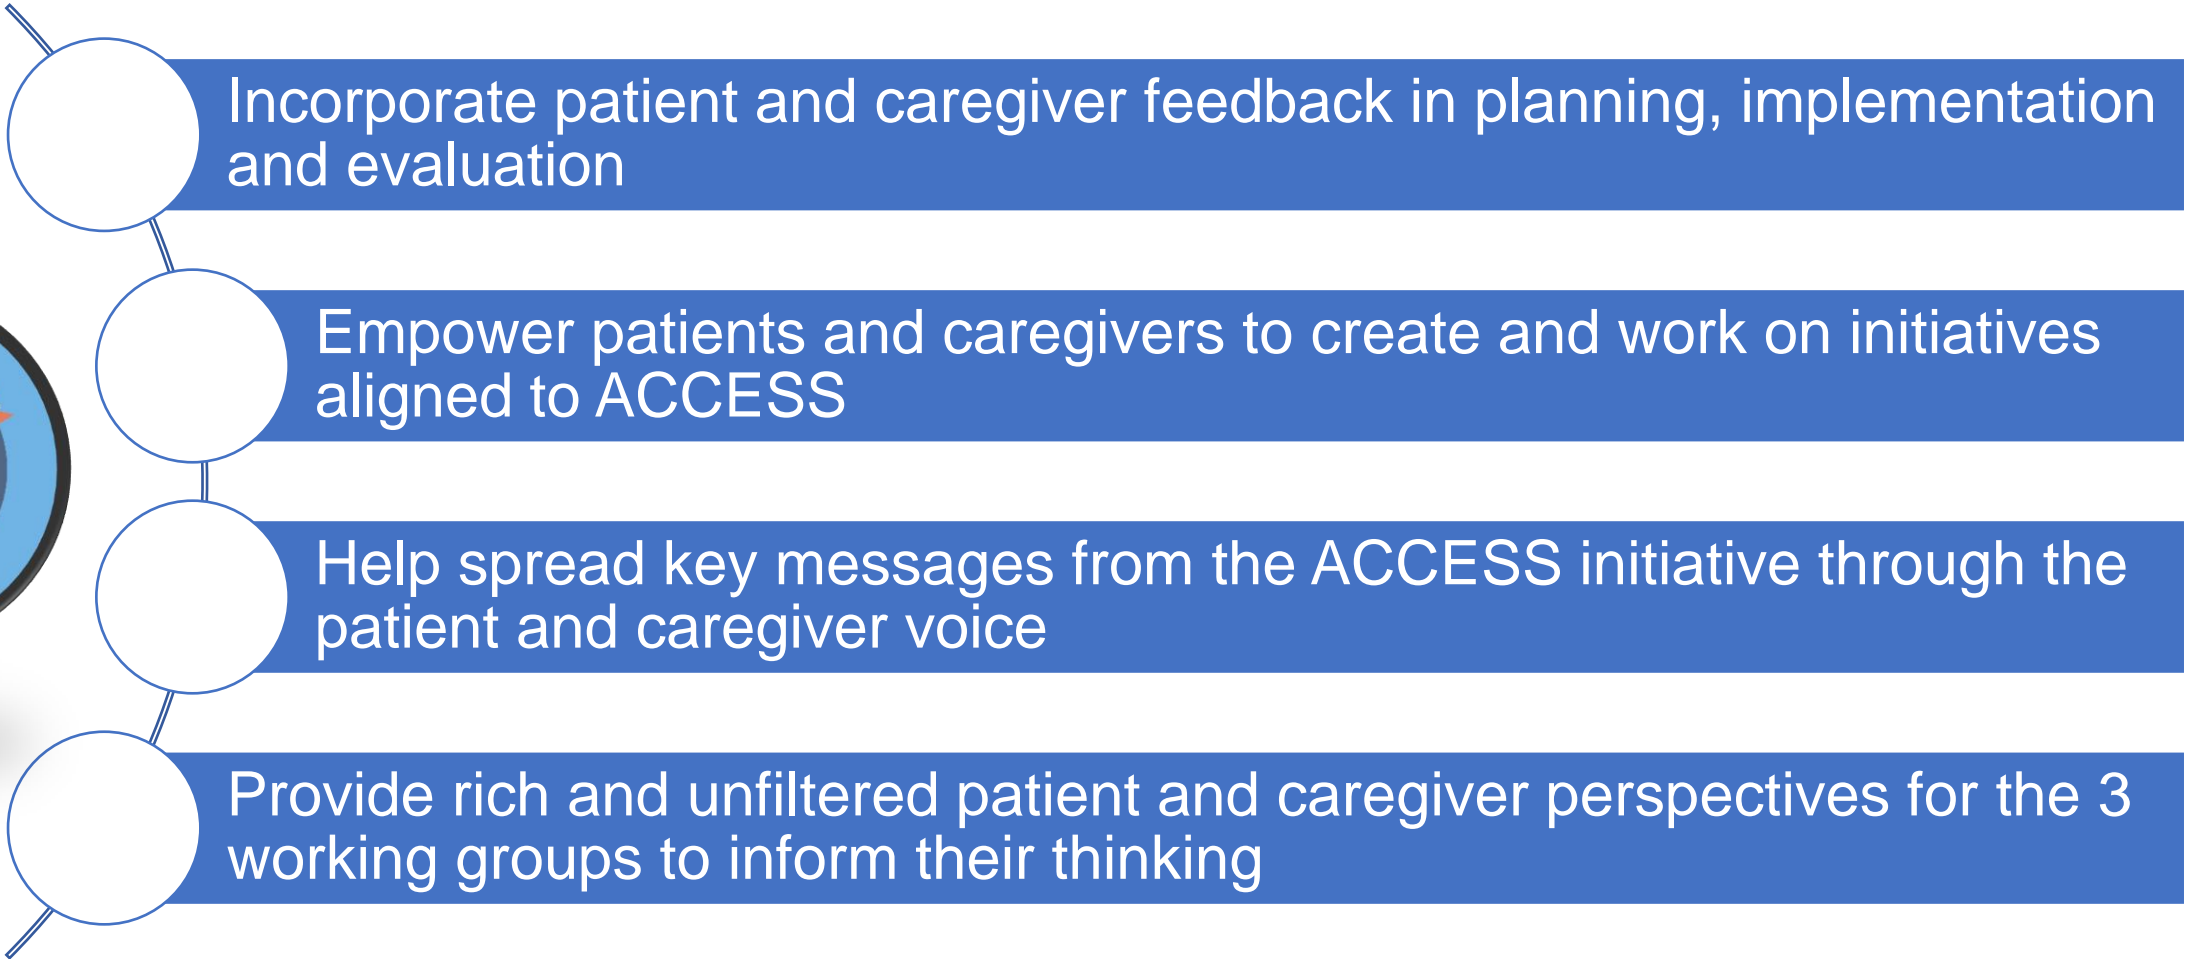 Incorporate patient and caregiver feedback in planning, implementation
and evaluation
Empower patients and caregivers to create and work on initiatives
aligned to ACCESS
Help spread key messages from the ACCESS initiative through the
patient and caregiver voice
Provide rich and unfiltered patient and caregiver perspectives for the 3
working groups to inform their thinking